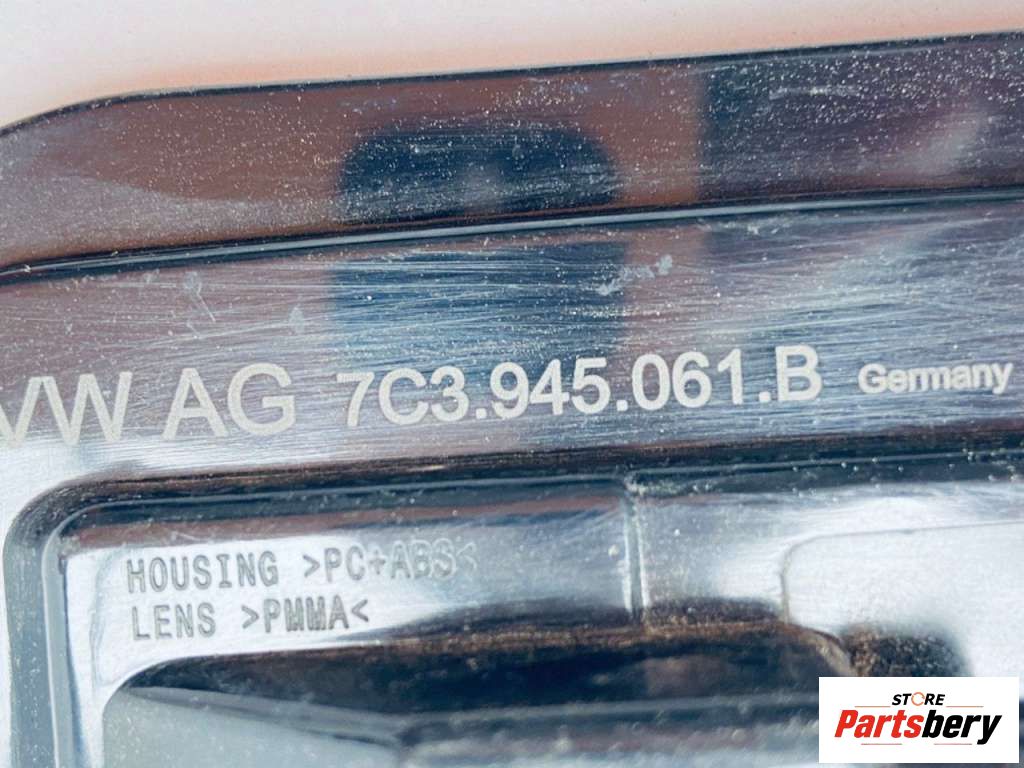 VW AG 7C3.945.061.B Germany
HOUSING >PC+ABS<
LENS >PMMA<
STORE
Partsbery